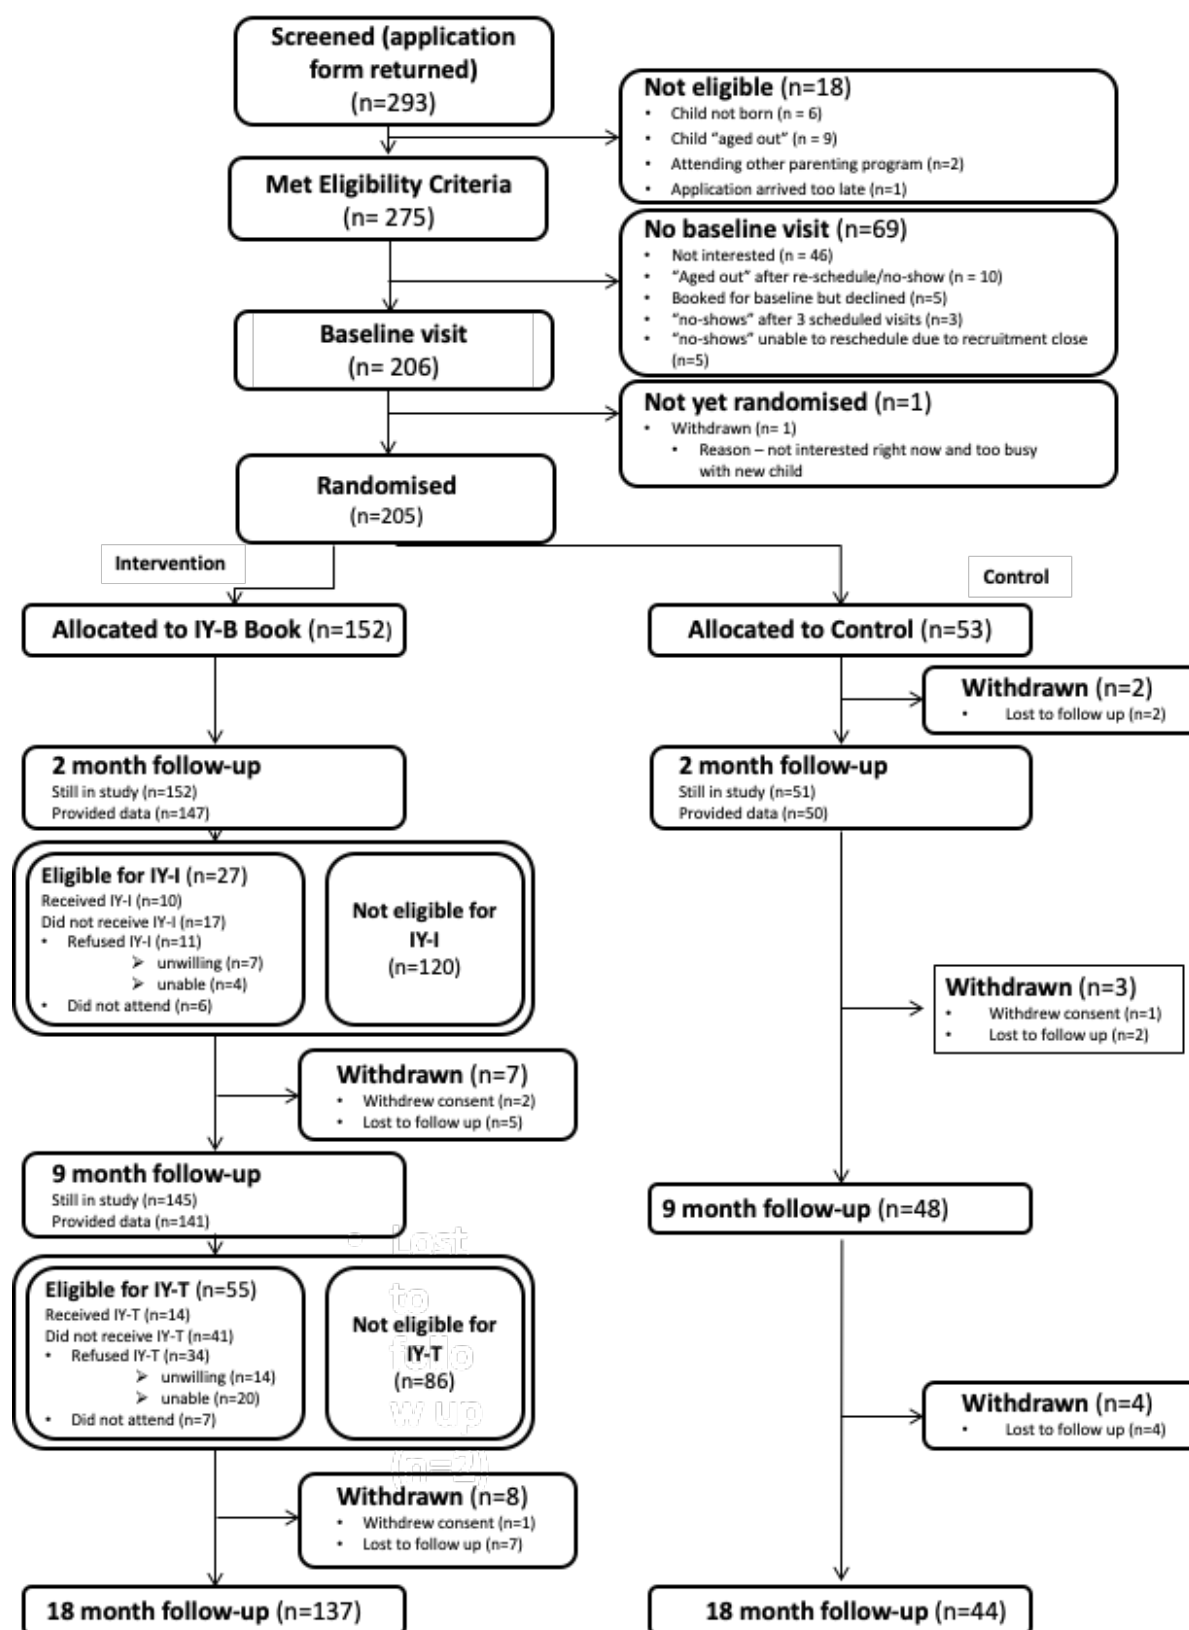 Screened (application
form returned)
(n=293)
Not eligible (n=18)
• Child not born (n = 6)
• Child "aged out" (n = 9)
• Attending other parenting program (n=2)
• Application arrived too late (n=1)
Met Eligibility Criteria
(n= 275)
No baseline visit (n=69)
• Not interested (n = 46)
• "Aged out" after re-schedule/no-show (n = 10)
• Booked for baseline but declined (n=5)
• "no-shows" after 3 scheduled visits (n=3)
• "no-shows" unable to reschedule due to recruitment close
(n=5)
Baseline visit
(n= 206)
Not yet randomised (n=1)
• Withdrawn (n= 1)
• Reason – not interested right now and too busy
with new child
Randomised
(n=205)
Intervention
Control
Allocated to IY-B Book (n=152)
Allocated to Control (n=53)
Withdrawn (n=2)
• Lost to follow up (n=2)
2 month follow-up
Still in study (n=152)
Provided data (n=147)
2 month follow-up
Still in study (n=51)
Provided data (n=50)
Eligible for IY-I (n=27)
Received IY-I (n=10)
Did not receive IY-I (n=17)
• Refused IY-I (n=11)
➢ unwilling (n=7)
➢ unable (n=4)
• Did not attend (n=6)
Not eligible for
IY-I
(n=120)
Withdrawn (n=3)
• Withdrew consent (n=1)
• Lost to follow up (n=2)
Withdrawn (n=7)
• Withdrew consent (n=2)
• Lost to follow up (n=5)
9 month follow-up
Still in study (n=145)
Provided data (n=141)
9 month follow-up (n=48)
• Lost
to
follo
w up
(n=2)
Eligible for IY-T (n=55)
Received IY-T (n=14)
Did not receive IY-T (n=41)
• Refused IY-T (n=34)
➢ unwilling (n=14)
➢ unable (n=20)
• Did not attend (n=7)
Not eligible for
IY-T
(n=86)
Withdrawn (n=4)
• Lost to follow up (n=4)
Withdrawn (n=8)
• Withdrew consent (n=1)
• Lost to follow up (n=7)
18 month follow-up (n=137)
18 month follow-up (n=44)